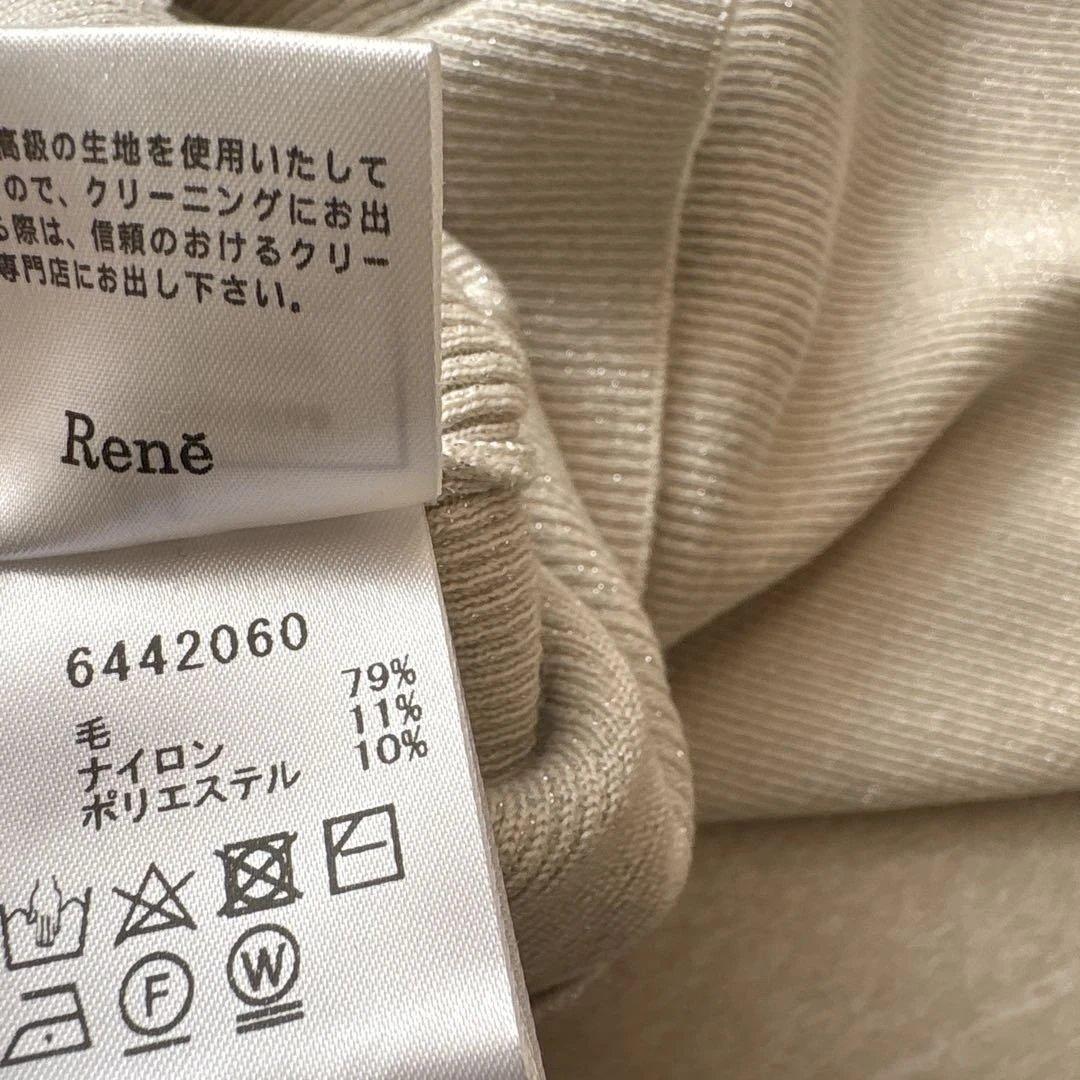 高級の生地を使用いたして
ので、クリーニングにお出
る際は、信頼のおけるクリー
専門店にお出し下さい。
René
6442060
毛 79%
ナイロン 11%
ポリエステル 10%
F
W